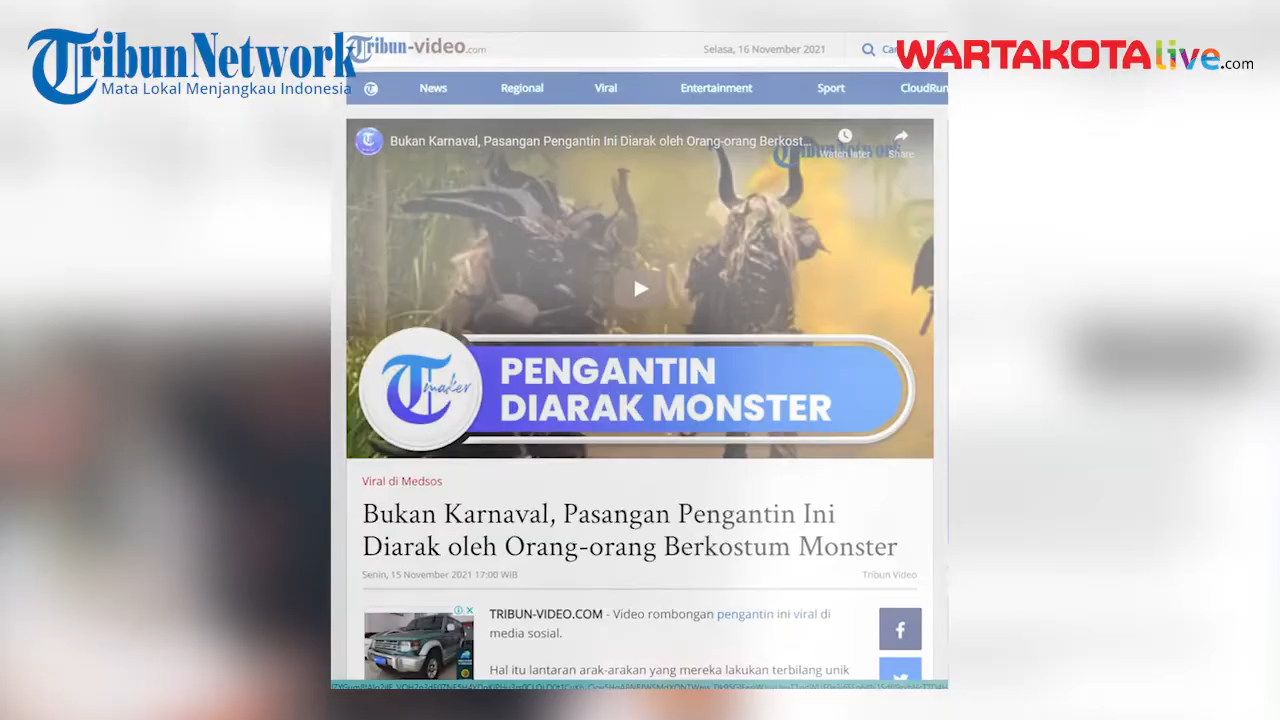 Tribun Network
Mata Lokal Menjangkau Indonesia
Tribun-video.com
Selasa, 16 November 2021
WARTAKOTAlive.com
News
Regional
Viral
Entertainment
Sport
CloudRun
Bukan Karnaval, Pasangan Pengantin Ini Diarak oleh Orang-orang Berkost...
Watch later
Share
Tmaker
PENGANTIN
DIARAK MONSTER
Viral di Medsos
Bukan Karnaval, Pasangan Pengantin Ini
Diarak oleh Orang-orang Berkostum Monster
Senin, 15 November 2021 17:00 WIB
Tribun Video
TRIBUN-VIDEO.COM - Video rombongan pengantin ini viral di
media sosial.
Hal itu lantaran arak-arakan yang mereka lakukan terbilang unik